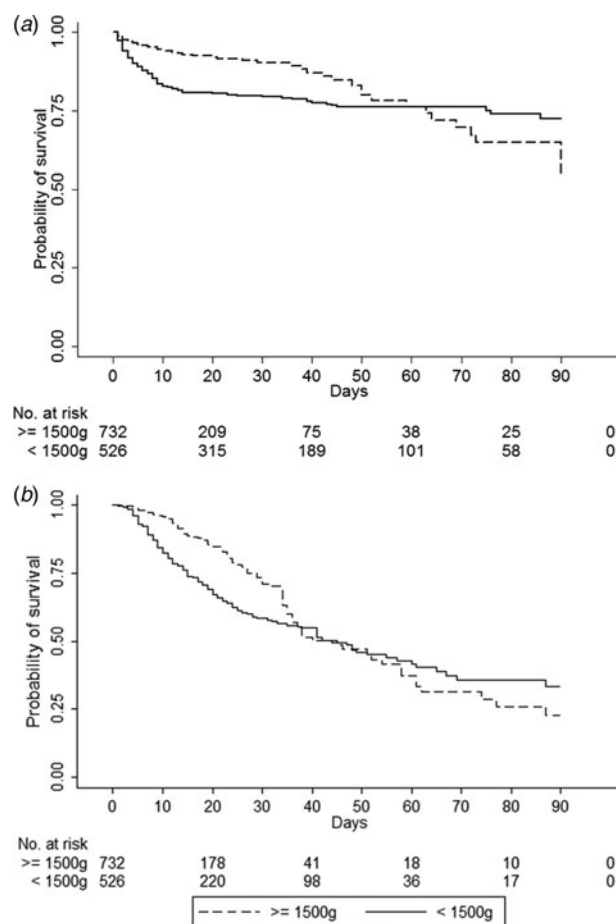 (a)
1.00
0.75
0.50
0.25
0.00
Probability of survival
0 10 20 30 40 50 60 70 80 90
Days
No. at risk
>= 1500g 732 209 75 38 25 0
< 1500g 526 315 189 101 58 0
(b)
1.00
0.75
0.50
0.25
0.00
Probability of survival
0 10 20 30 40 50 60 70 80 90
Days
No. at risk
>= 1500g 732 178 41 18 10 0
< 1500g 526 220 98 36 17 0
>= 1500g < 1500g